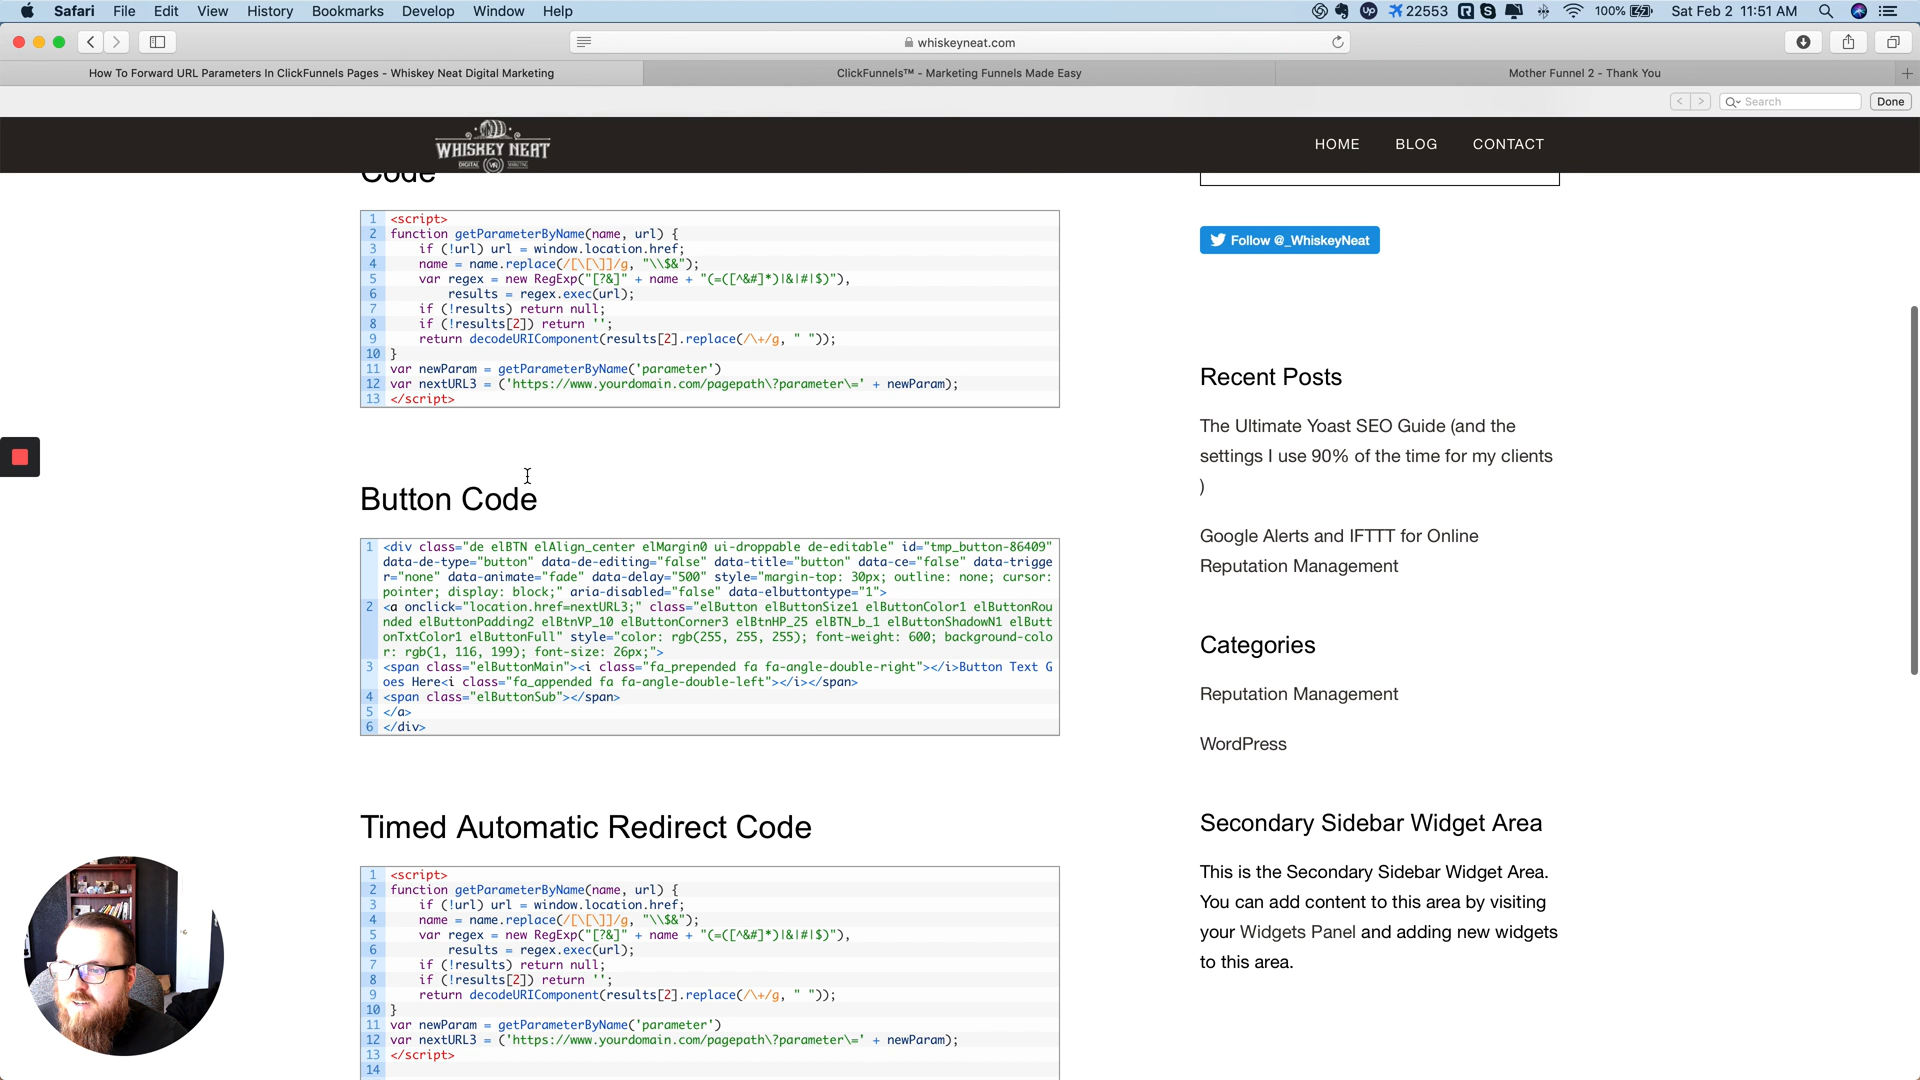 Safari File Edit View History Bookmarks Develop Window Help
22553 100% Sat Feb 2 11:51 AM
whiskeyneat.com
How To Forward URL Parameters In ClickFunnels Pages - Whiskey Neat Digital Marketing
ClickFunnels™ - Marketing Funnels Made Easy
Mother Funnel 2 - Thank You
Search
Done
WHISKEY NEAT
DIGITAL MARKETING
HOME BLOG CONTACT
Code
1 <script>
2 function getParameterByName(name, url) {
3 if (!url) url = window.location.href;
4 name = name.replace(/[\[\]]/g, "\\$&");
5 var regex = new RegExp("[?&]" + name + "(=([^&#]*)|&|#|$)"),
6 results = regex.exec(url);
7 if (!results) return null;
8 if (!results[2]) return '';
9 return decodeURIComponent(results[2].replace(/\+/g, " "));
10 }
11 var newParam = getParameterByName('parameter')
12 var nextURL3 = ('https://www.yourdomain.com/pagepath\?parameter\=' + newParam);
13 </script>
Button Code
1 <div class="de elBTN elAlign_center elMargin0 ui-droppable de-editable" id="tmp_button-86409"
data-de-type="button" data-de-editing="false" data-title="button" data-ce="false" data-trigge
r="none" data-animate="fade" data-delay="500" style="margin-top: 30px; outline: none; cursor:
pointer; display: block;" aria-disabled="false" data-elbuttontype="1">
2 <a onclick="location.href=nextURL3;" class="elButton elButtonSize1 elButtonColor1 elButtonRou
nded elButtonPadding2 elBtnVP_10 elButtonCorner3 elBtnHP_25 elBTN_b_1 elButtonShadowN1 elButt
onTxtColor1 elButtonFull" style="color: rgb(255, 255, 255); font-weight: 600; background-colo
r: rgb(1, 116, 199); font-size: 26px;">
3 <span class="elButtonMain"><i class="fa_prepended fa fa-angle-double-right"></i>Button Text G
oes Here<i class="fa_appended fa fa-angle-double-left"></i></span>
4 <span class="elButtonSub"></span>
5 </a>
6 </div>
Timed Automatic Redirect Code
1 <script>
2 function getParameterByName(name, url) {
3 if (!url) url = window.location.href;
4 name = name.replace(/[\[\]]/g, "\\$&");
5 var regex = new RegExp("[?&]" + name + "(=([^&#]*)|&|#|$)"),
6 results = regex.exec(url);
7 if (!results) return null;
8 if (!results[2]) return '';
9 return decodeURIComponent(results[2].replace(/\+/g, " "));
10 }
11 var newParam = getParameterByName('parameter')
12 var nextURL3 = ('https://www.yourdomain.com/pagepath\?parameter\=' + newParam);
13 </script>
14
Follow @_WhiskeyNeat
Recent Posts
The Ultimate Yoast SEO Guide (and the
settings I use 90% of the time for my clients
)
Google Alerts and IFTTT for Online
Reputation Management
Categories
Reputation Management
WordPress
Secondary Sidebar Widget Area
This is the Secondary Sidebar Widget Area.
You can add content to this area by visiting
your Widgets Panel and adding new widgets
to this area.